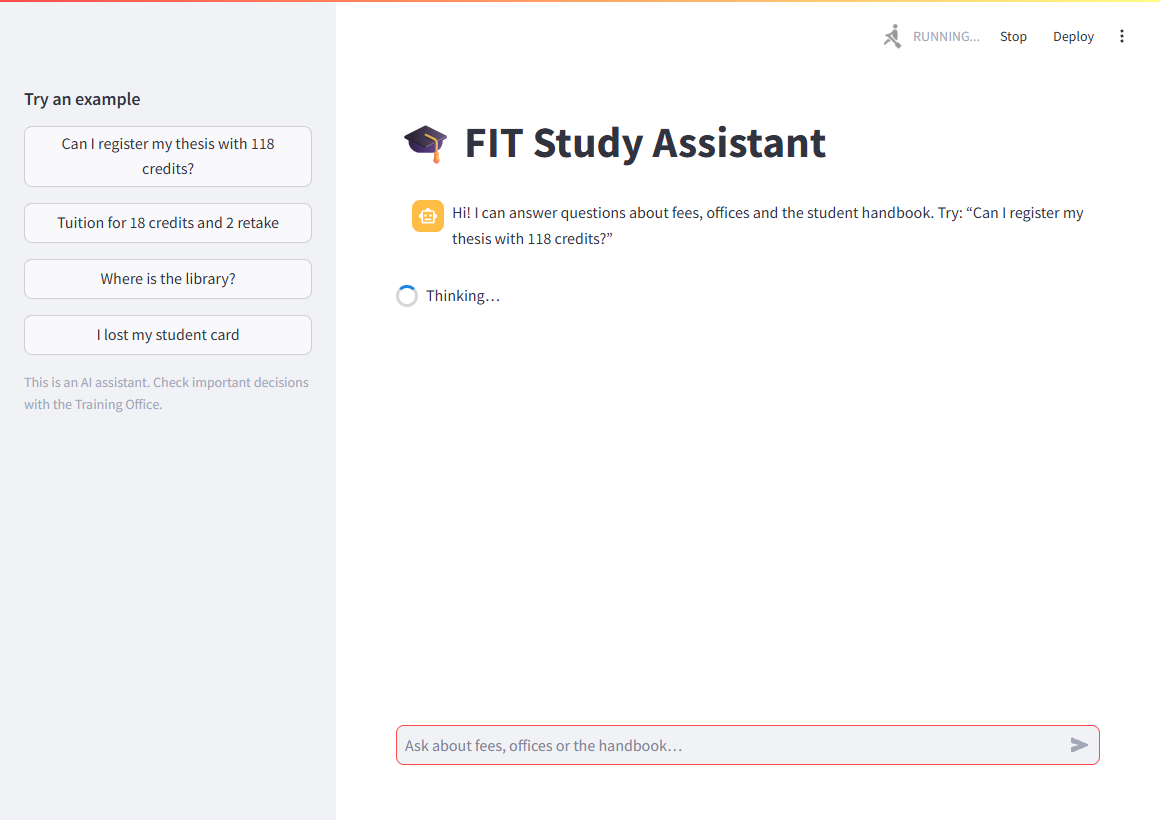 RUNNING...
Stop
Deploy
Try an example
Can I register my thesis with 118
credits?
Tuition for 18 credits and 2 retake
Where is the library?
I lost my student card
This is an AI assistant. Check important decisions
with the Training Office.
FIT Study Assistant
Hi! I can answer questions about fees, offices and the student handbook. Try: “Can I register my
thesis with 118 credits?”
Thinking…
Ask about fees, offices or the handbook…